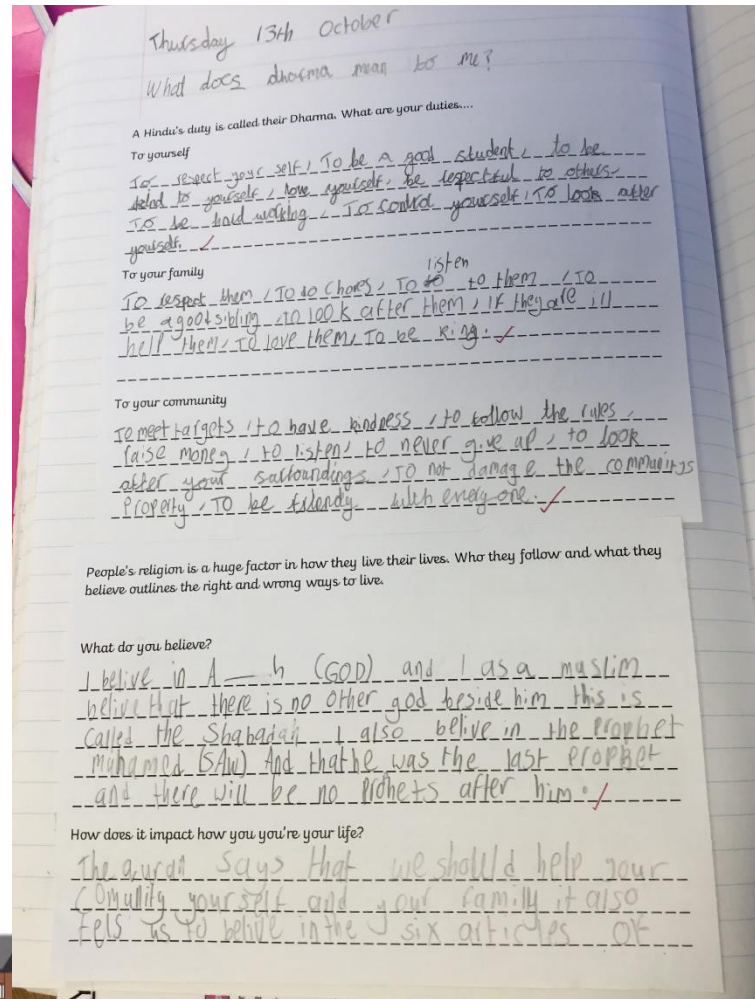 Thursday 13th October
What does dharma mean to me?
A Hindu's duty is called their Dharma. What are your duties....
To yourself
To respect your self, To be a good student, to be
kind to yourself, love yourself, be respectful to others,
To be hard working, To control yourself, To look after
yourself.
To your family
listen
To respect them, To do chores, To to to them, To
be a good sibling, to look after them, if they are ill
help them, To love them, To be king.
To your community
To meet targets, to have kindness, to follow the rules,
raise money, to listen, to never give up, to look
after your surroundings, To not damage the communitys
Property, To be friendy with every one.
People's religion is a huge factor in how they live their lives. Who they follow and what they
believe outlines the right and wrong ways to live.
What do you believe?
I belive in A___h (GOD) and I as a muslim
belive that there is no other god beside him this is
called the Shahadah I also belive in the prophet
Muhamed (SAW) And that he was the last prophet
and there will be no prohets after him.
How does it impact how you you're your life?
The quran says that we should help your
Comunity yourself and your family it also
tels us to belive in the six articles of